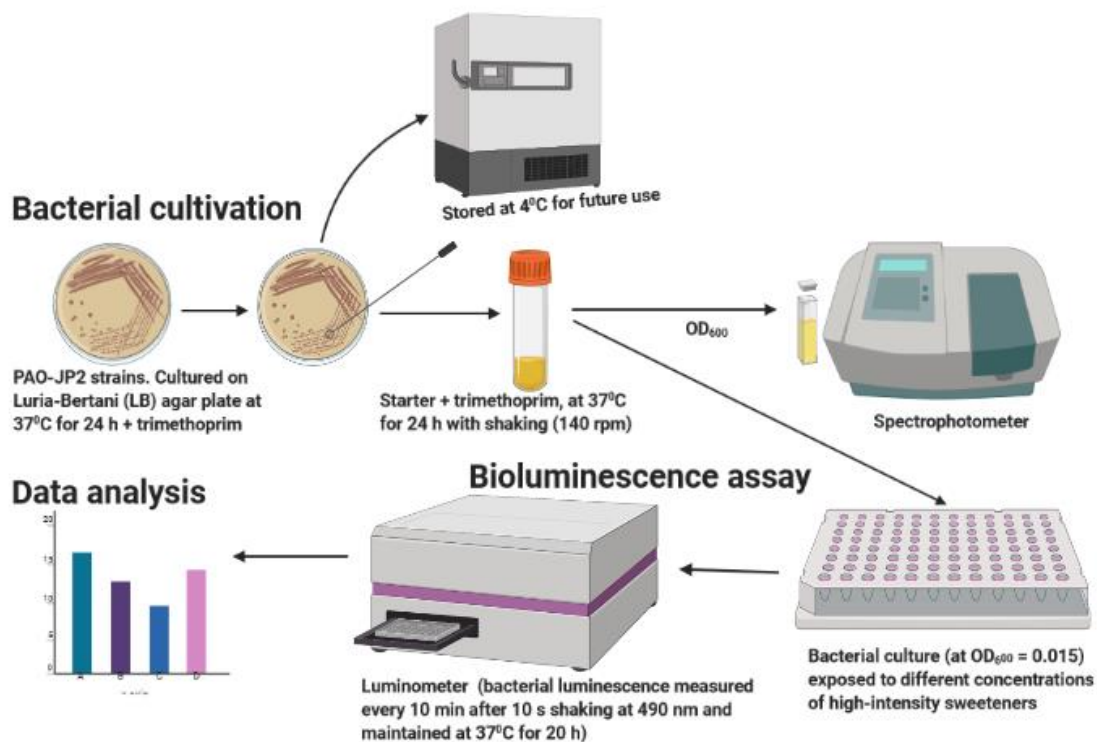 Stored at 4⁰C for future use
Bacterial cultivation
PAO-JP2 strains. Cultured on
Luria-Bertani (LB) agar plate at
37⁰C for 24 h + trimethoprim
Starter + trimethoprim, at 37⁰C
for 24 h with shaking (140 rpm)
OD₆₀₀
Spectrophotometer
Data analysis
20
15
10
5
0
A B C D
Bioluminescence assay
Luminometer (bacterial luminescence measured
every 10 min after 10 s shaking at 490 nm and
maintained at 37⁰C for 20 h)
Bacterial culture (at OD₆₀₀ = 0.015)
exposed to different concentrations
of high-intensity sweeteners